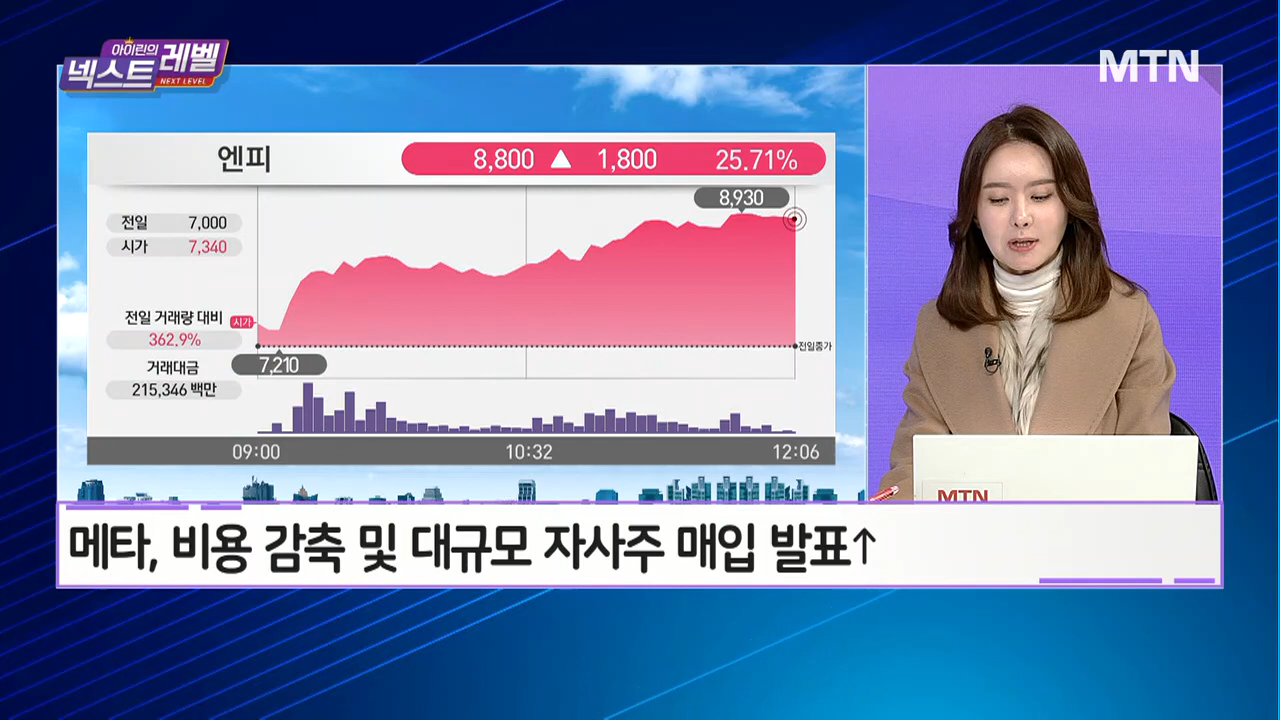 아이린의
넥스트 레벨
NEXT LEVEL
MTN
엔피
8,800 ▲ 1,800 25.71%
8,930
전일 7,000
시가 7,340
전일 거래량 대비
시가
362.9%
전일종가
7,210
거래대금
215,346 백만
09:00 10:32 12:06
MTN
메타, 비용 감축 및 대규모 자사주 매입 발표↑